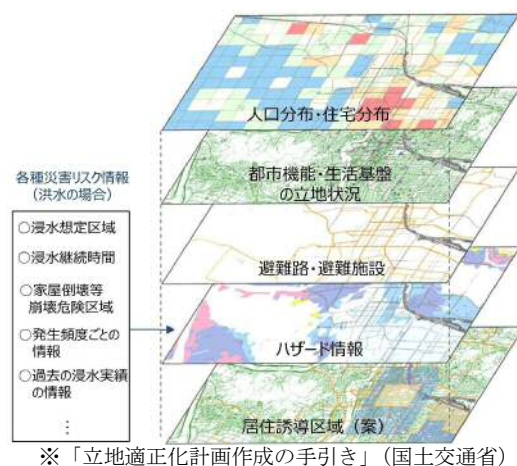 人口分布・住宅分布
都市機能・生活基盤
の立地状況
避難路・避難施設
ハザード情報
居住誘導区域（案）
各種災害リスク情報
（洪水の場合）
○浸水想定区域
○浸水継続時間
○家屋倒壊等
崩壊危険区域
○発生頻度ごとの
情報
○過去の浸水実績
の情報
⋮
※「立地適正化計画作成の手引き」（国土交通省）